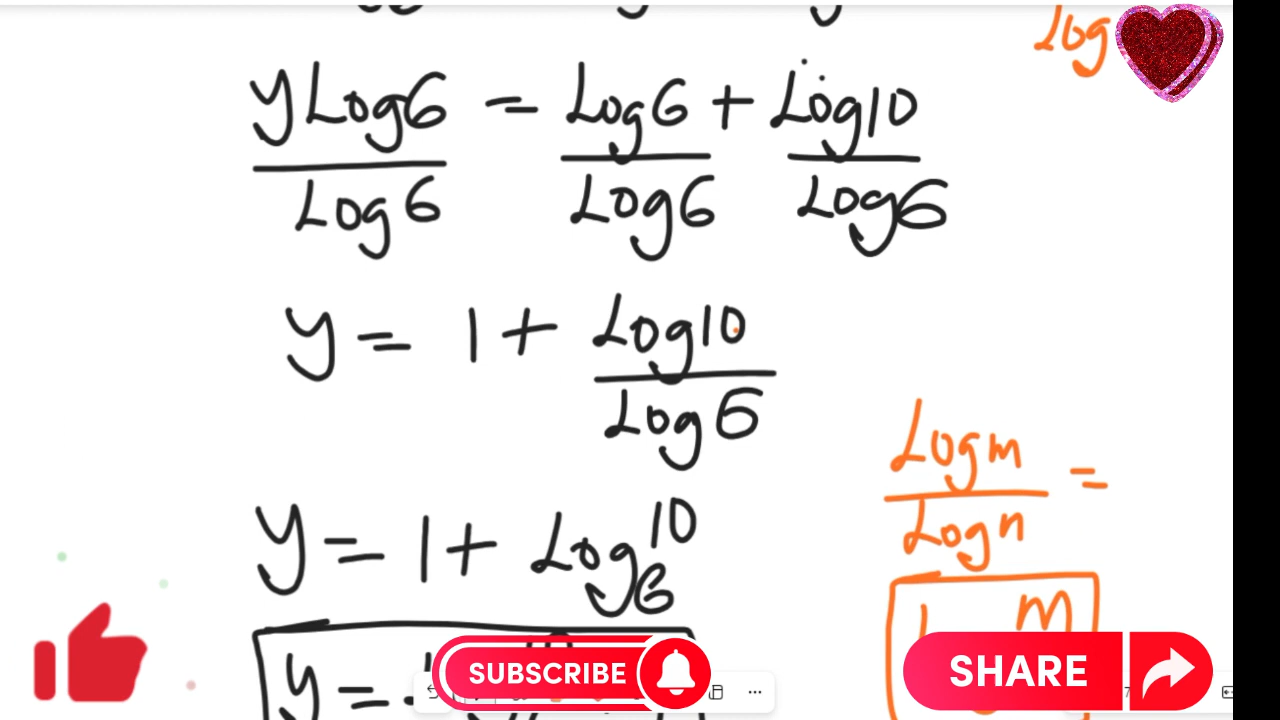 Log
yLog6 / Log6 = Log6 / Log6 + Log10 / Log6
y = 1 + Log10 / Log6
Logm / Logn =
y = 1 + Log₆10
m
y =
SUBSCRIBE
SHARE